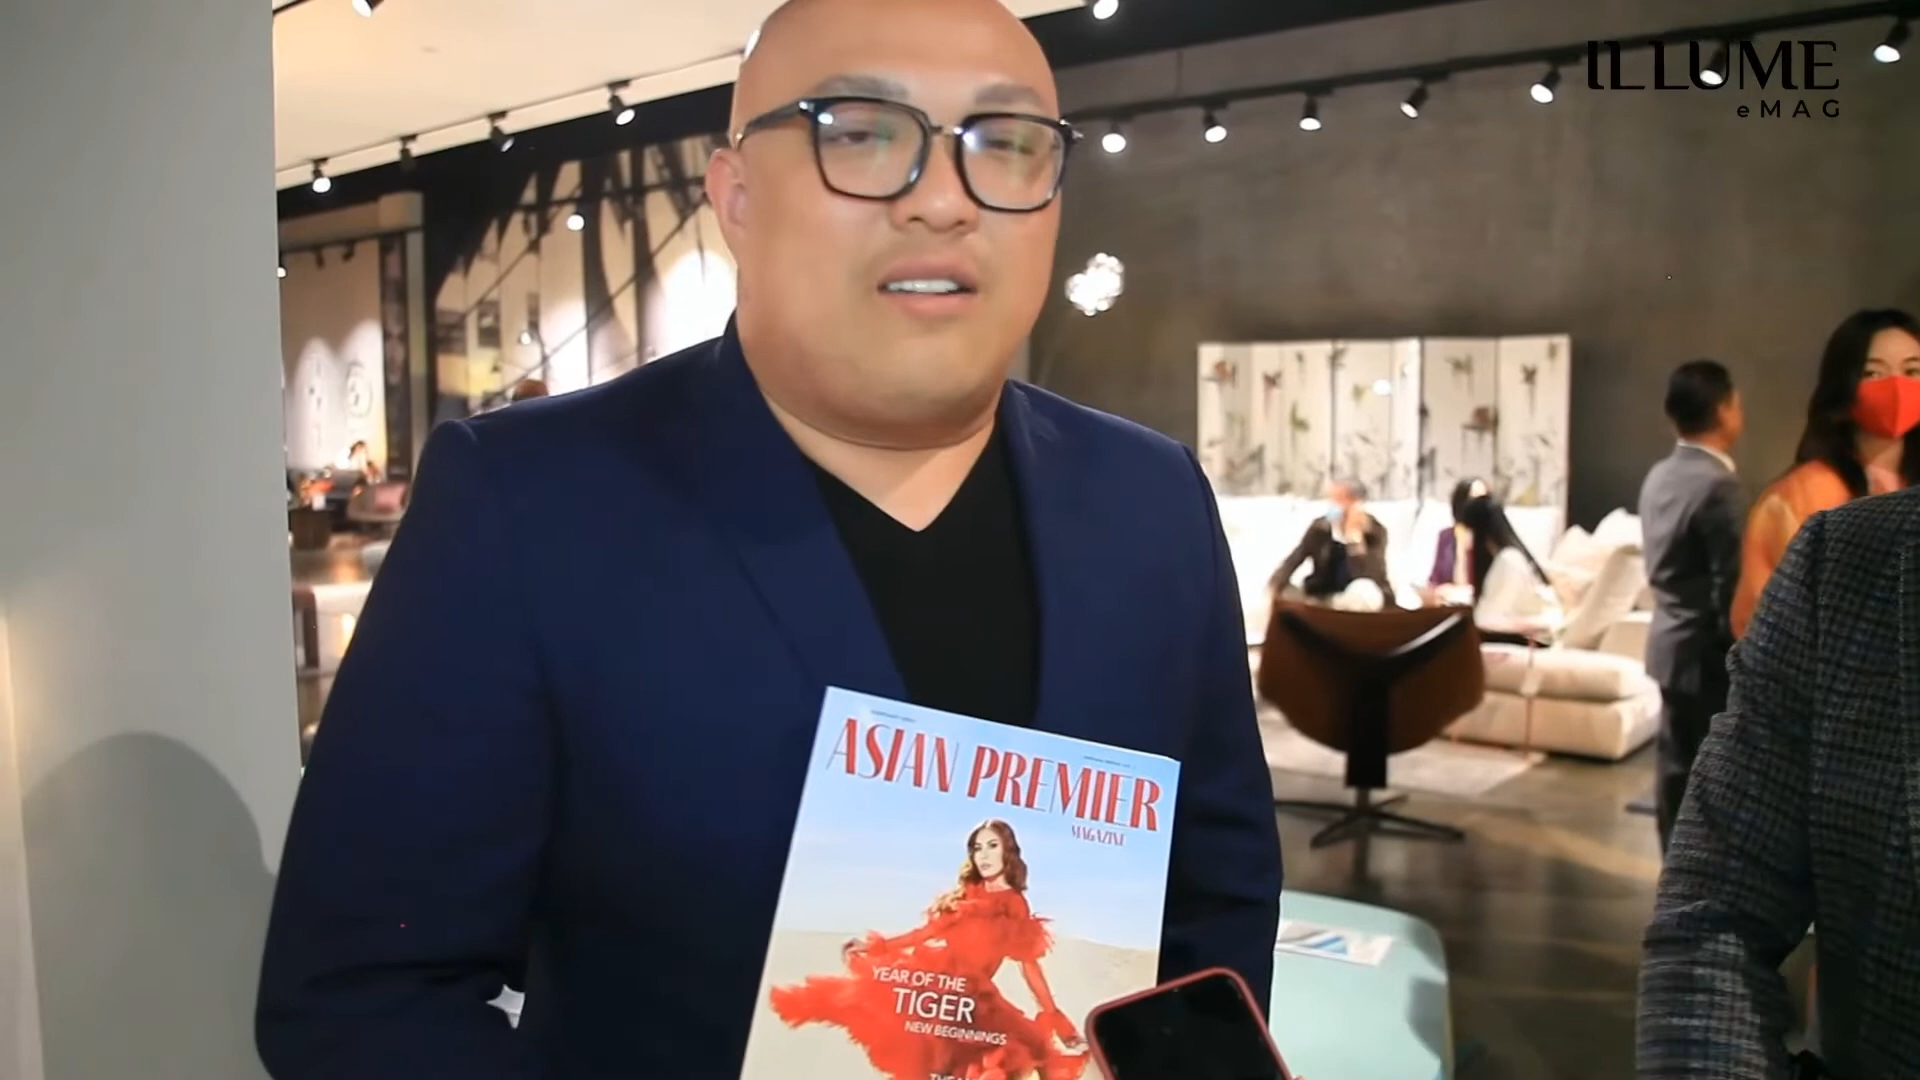 ILLUME
eMAG
ASIAN PREMIER
MAGAZINE
YEAR OF THE
TIGER
NEW BEGINNINGS